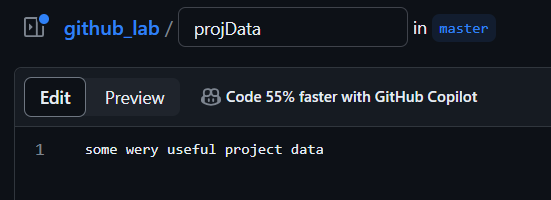 github_lab / projData in master
Edit Preview Code 55% faster with GitHub Copilot
1 some wery useful project data